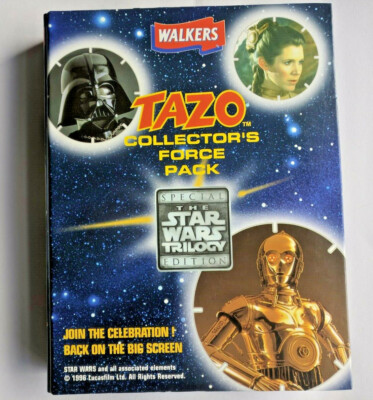 WALKERS
TAZO™
COLLECTOR'S
FORCE
PACK
SPECIAL
THE
STAR
WARS
TRILOGY
EDITION
JOIN THE CELEBRATION !
BACK ON THE BIG SCREEN
STAR WARS and all associated elements
© 1996 Lucasfilm Ltd. All Rights Reserved.